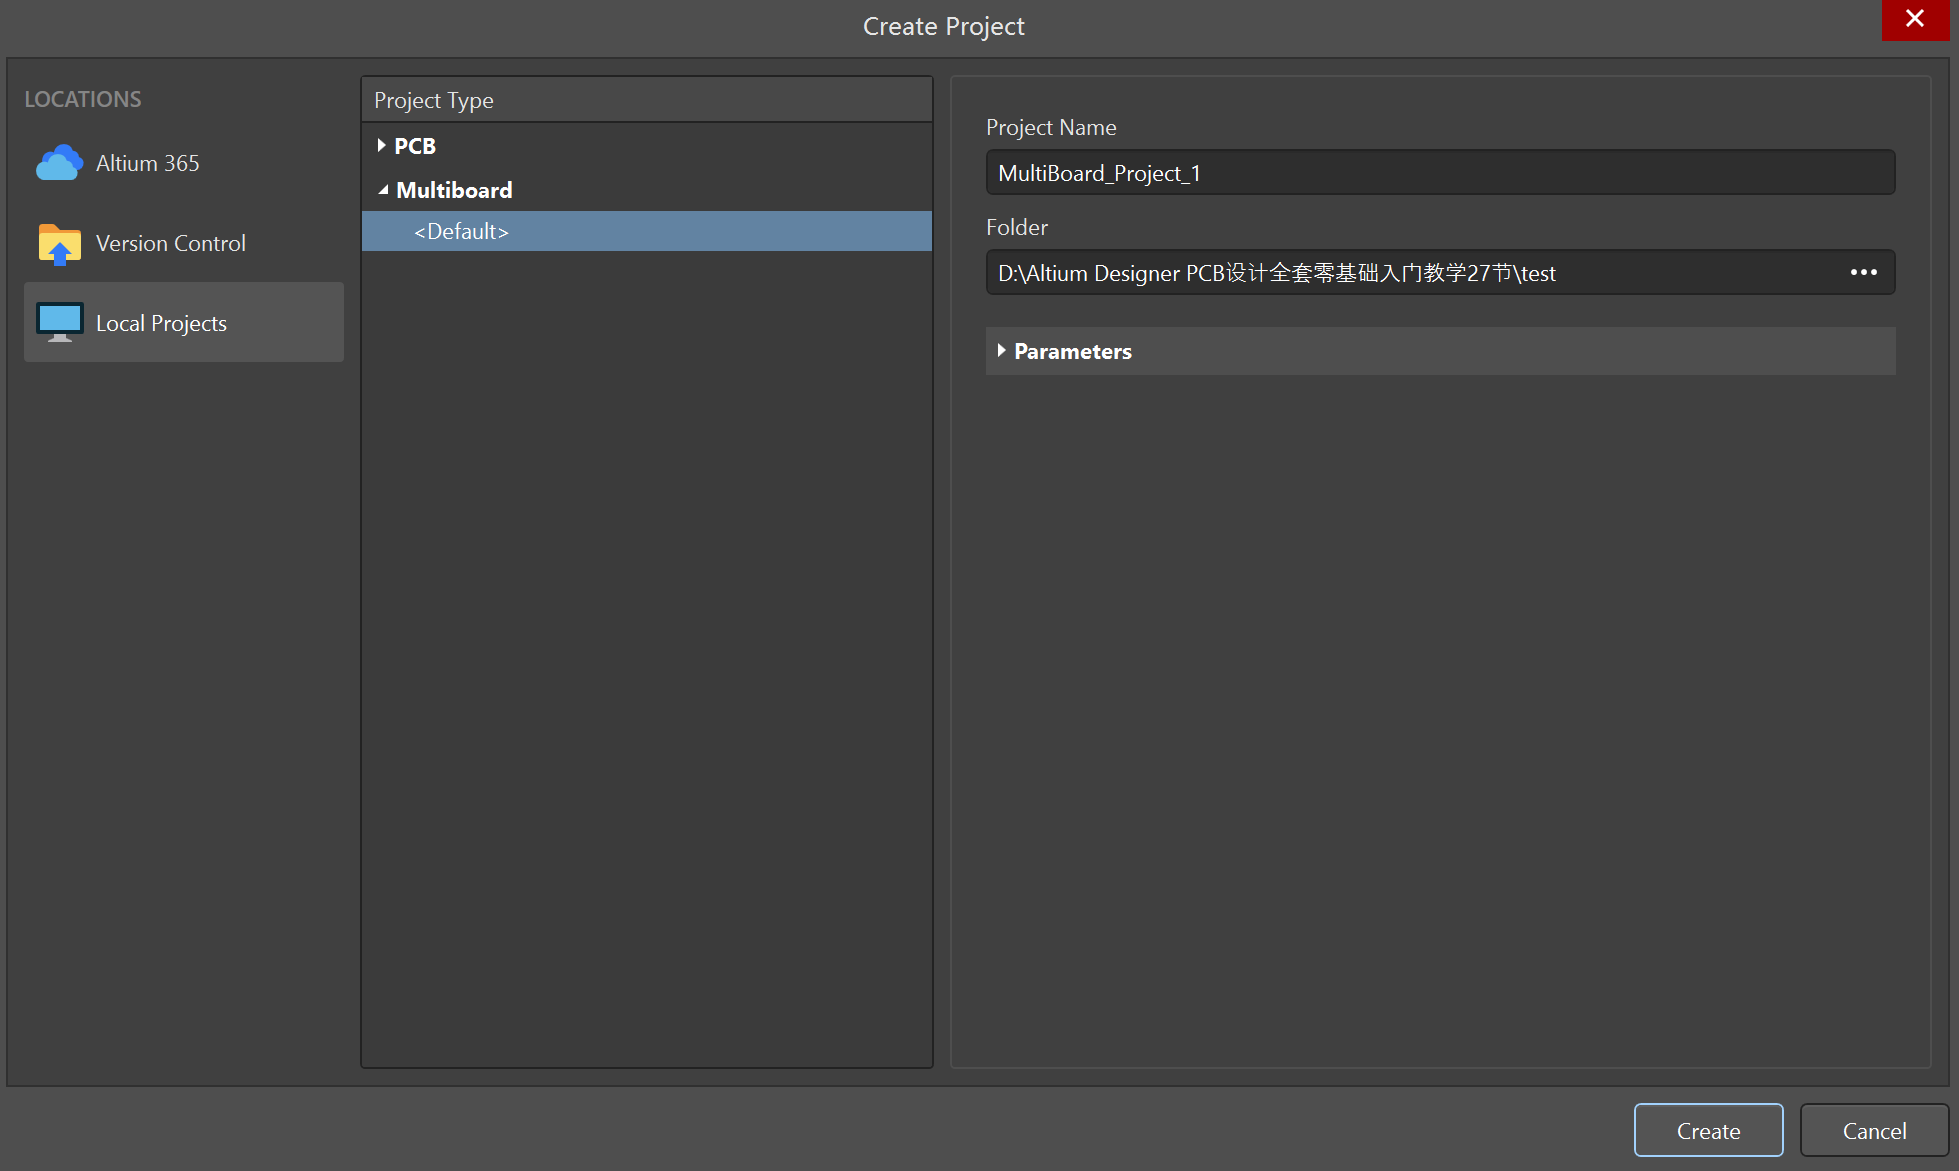 Create Project
LOCATIONS
Altium 365
Version Control
Local Projects
Project Type
PCB
Multiboard
<Default>
Project Name
MultiBoard_Project_1
Folder
D:\Altium Designer PCB设计全套零基础入门教学27节\test
Parameters
Create
Cancel